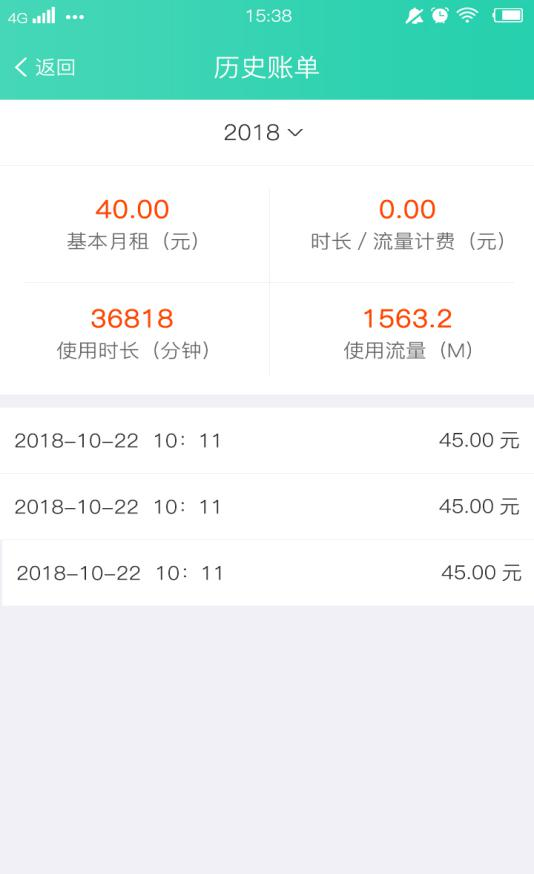 4G 15:38
返回 历史账单
2018
40.00 0.00
基本月租（元） 时长 / 流量计费（元）
36818 1563.2
使用时长（分钟） 使用流量（M）
2018-10-22 10：11 45.00 元
2018-10-22 10：11 45.00 元
2018-10-22 10：11 45.00 元